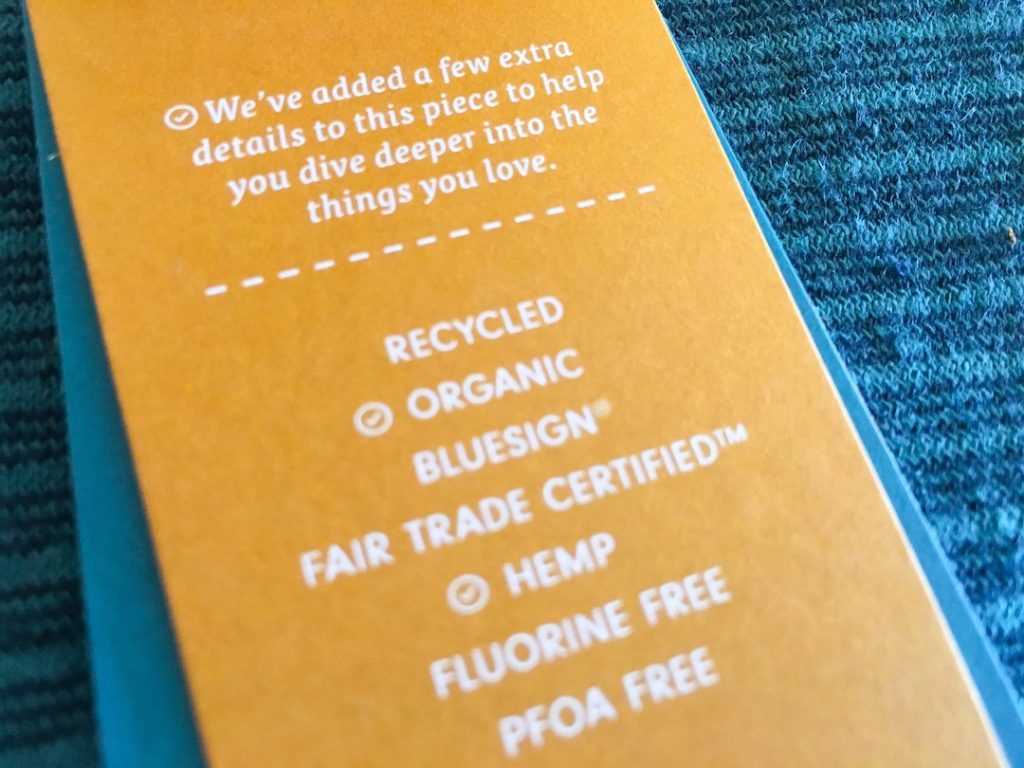 We've added a few extra
details to this piece to help
you dive deeper into the
things you love.
RECYCLED
ORGANIC
BLUESIGN®
FAIR TRADE CERTIFIED™
HEMP
FLUORINE FREE
PFOA FREE